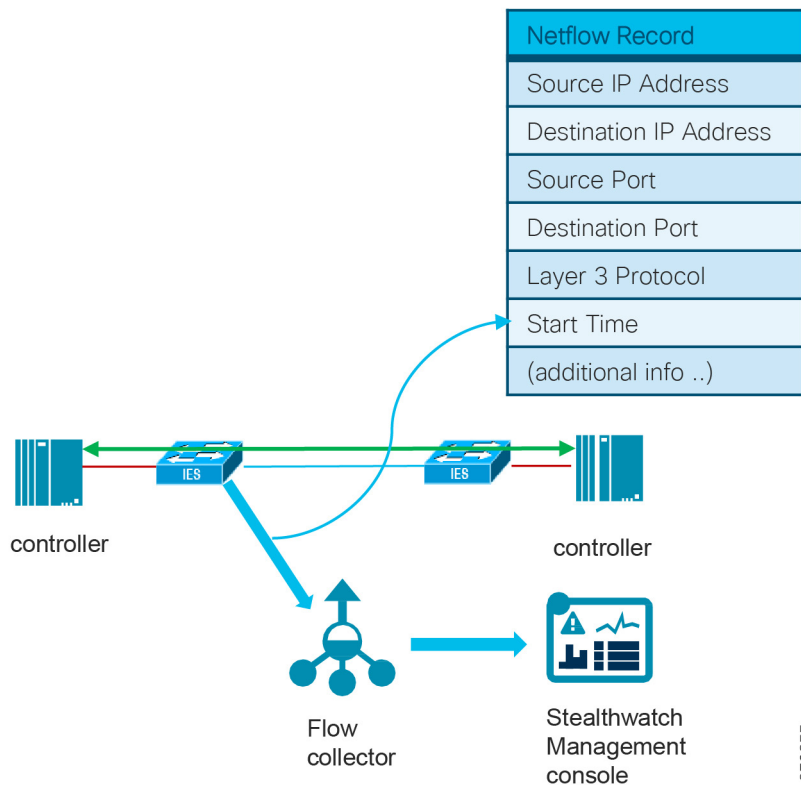 Netflow Record
Source IP Address
Destination IP Address
Source Port
Destination Port
Layer 3 Protocol
Start Time
(additional info ..)
IES
IES
controller
controller
Flow
collector
Stealthwatch
Management
console